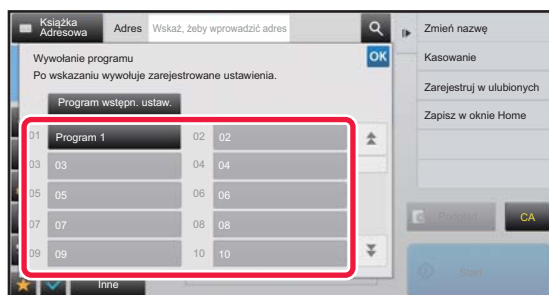 Książka Adresowa
Adres
Wskaż, żeby wprowadzić adres
Wywołanie programu
OK
Po wskazaniu wywołuje zarejestrowane ustawienia.
Program wstępn. ustaw.
01 Program 1
02 02
03 03
04 04
05 05
06 06
07 07
08 08
09 09
10 10
Inne
Zmień nazwę
Kasowanie
Zarejestruj w ulubionych
Zapisz w oknie Home
Podgląd
CA
Start